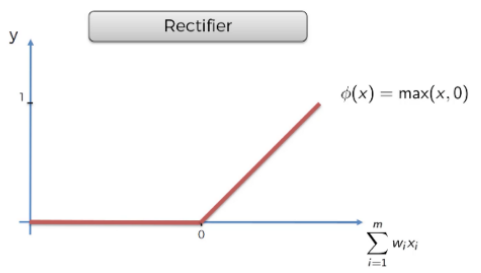 Rectifier
y
1
ϕ(x) = max(x, 0)
0
m
∑ wᵢxᵢ
i=1